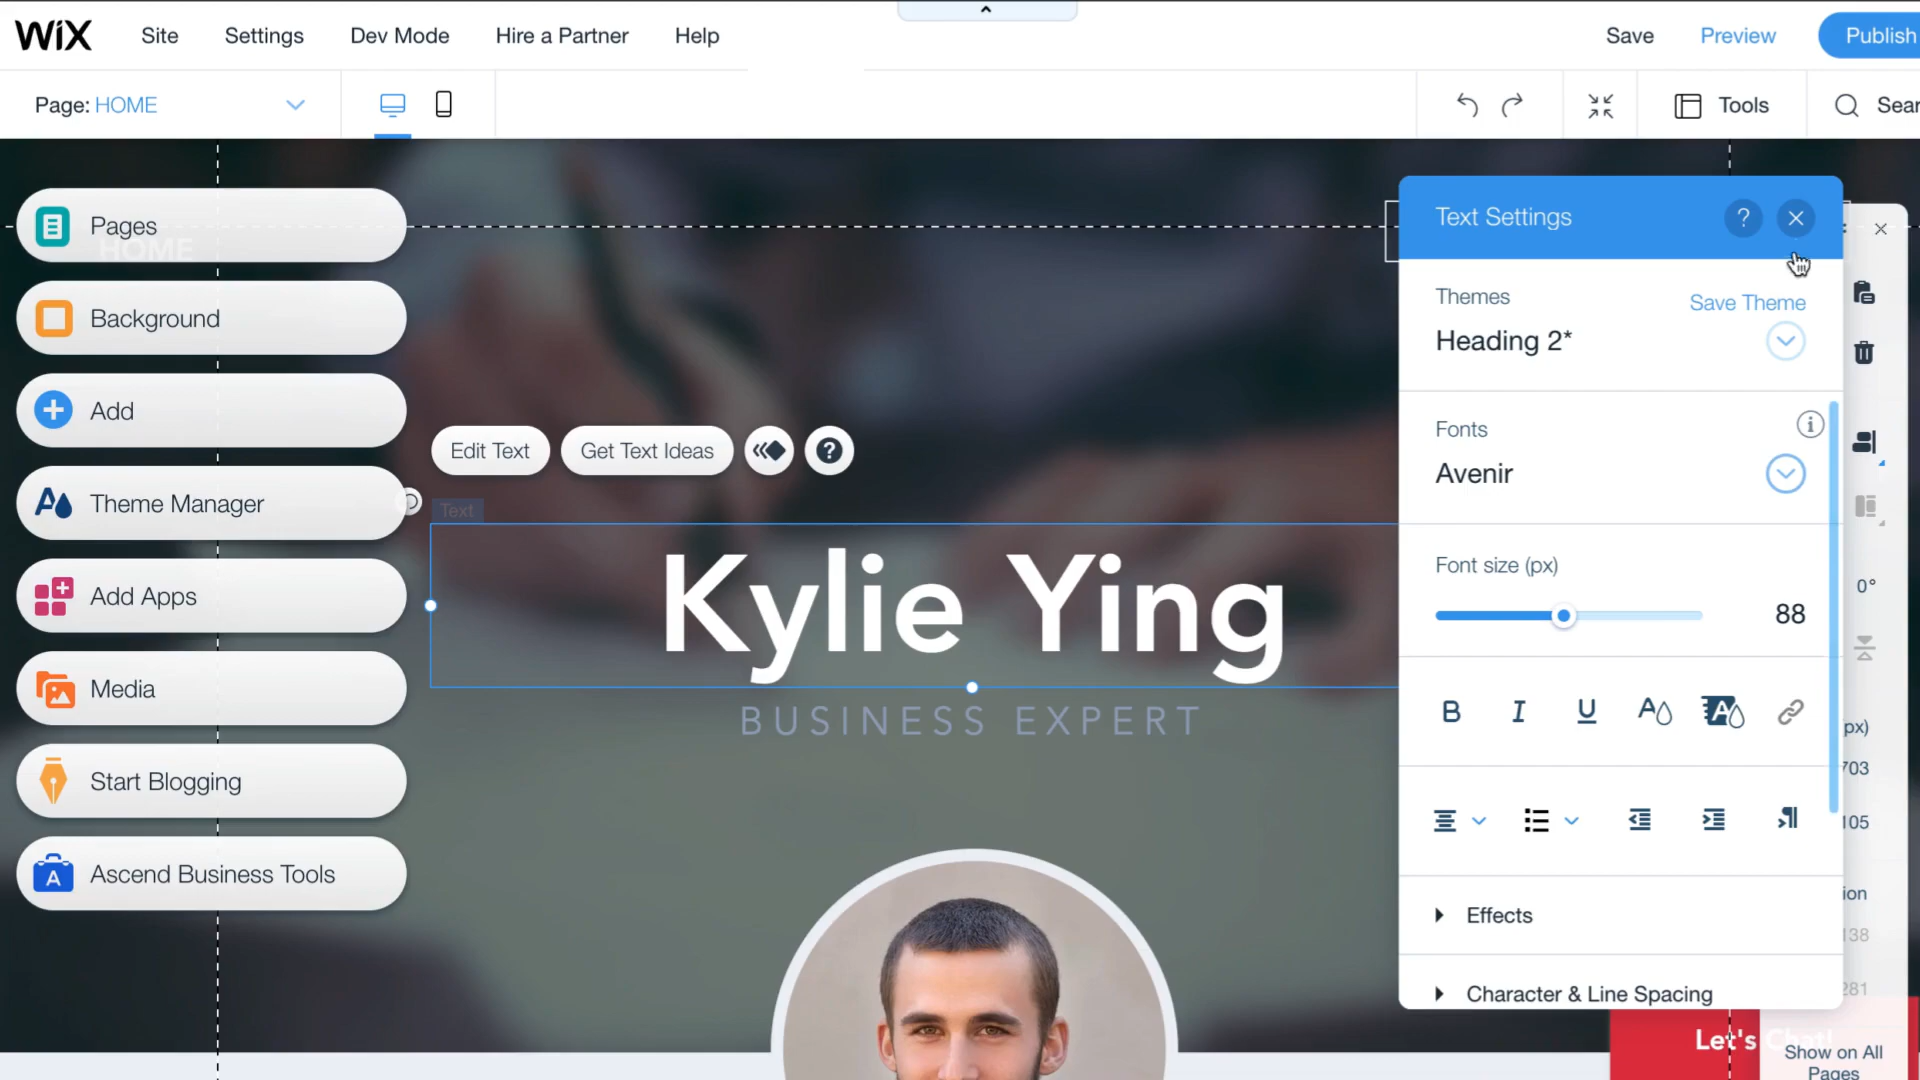 WiX Site Settings Dev Mode Hire a Partner Help Save Preview Publish
Page: HOME Tools Sear
Pages
HOME
Background
Add
Theme Manager
Add Apps
Media
Start Blogging
Ascend Business Tools
Edit Text Get Text Ideas ?
Text
Kylie Ying
BUSINESS EXPERT
Text Settings ?
Themes Save Theme
Heading 2*
Fonts
Avenir
Font size (px)
88
B I U A A
Effects
Character & Line Spacing
0°
px)
703
105
ion
138
281
Let's Chat!
Show on All
Pages